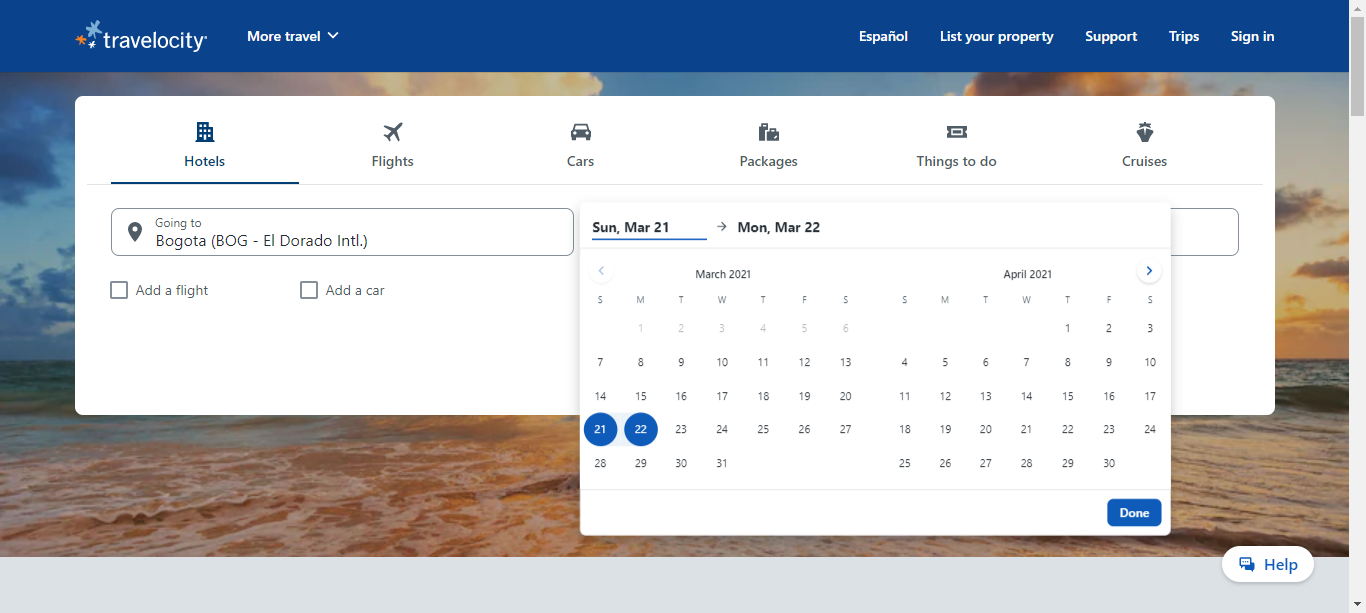 travelocity
More travel
Español
List your property
Support
Trips
Sign in
Hotels
Flights
Cars
Packages
Things to do
Cruises
Going to
Bogota (BOG - El Dorado Intl.)
Add a flight
Add a car
Sun, Mar 21 → Mon, Mar 22
March 2021
S M T W T F S
1 2 3 4 5 6
7 8 9 10 11 12 13
14 15 16 17 18 19 20
21 22 23 24 25 26 27
28 29 30 31
April 2021
S M T W T F S
1 2 3
4 5 6 7 8 9 10
11 12 13 14 15 16 17
18 19 20 21 22 23 24
25 26 27 28 29 30
Done
Help